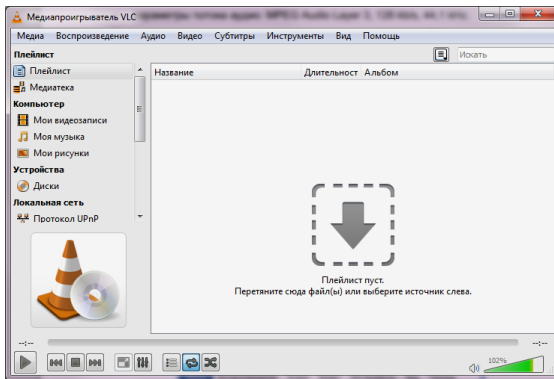 Медиапроигрыватель VLC
Медиа Воспроизведение Аудио Видео Субтитры Инструменты Вид Помощь
Плейлист
Искать
Плейлист
Название Длительност Альбом
Медиатека
Компьютер
Мои видеозаписи
Моя музыка
Мои рисунки
Устройства
Диски
Локальная сеть
Протокол UPnP
Плейлист пуст.
Перетяните сюда файл(ы) или выберите источник слева.
--:-- --:--
102%